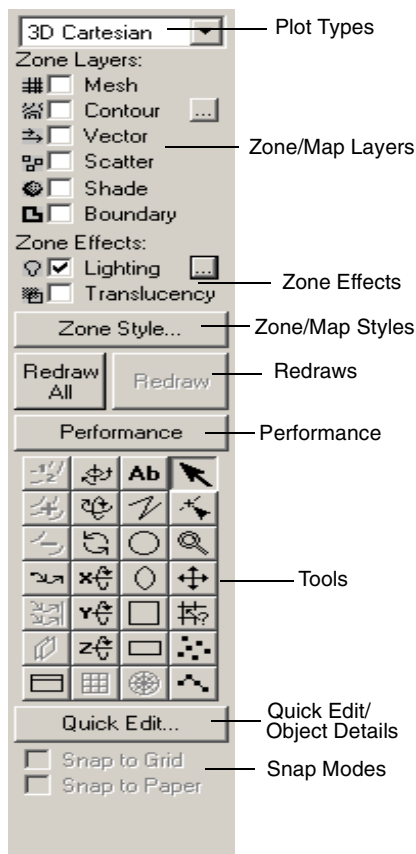 3D Cartesian
Plot Types
Zone Layers:
Mesh
Contour ...
Vector
Zone/Map Layers
Scatter
Shade
Boundary
Zone Effects:
Lighting ...
Zone Effects
Translucency
Zone Style...
Zone/Map Styles
Redraw
All
Redraw
Redraws
Performance
Performance
Ab
X
Tools
Y
?
Z
Quick Edit...
Quick Edit/
Object Details
Snap to Grid
Snap Modes
Snap to Paper